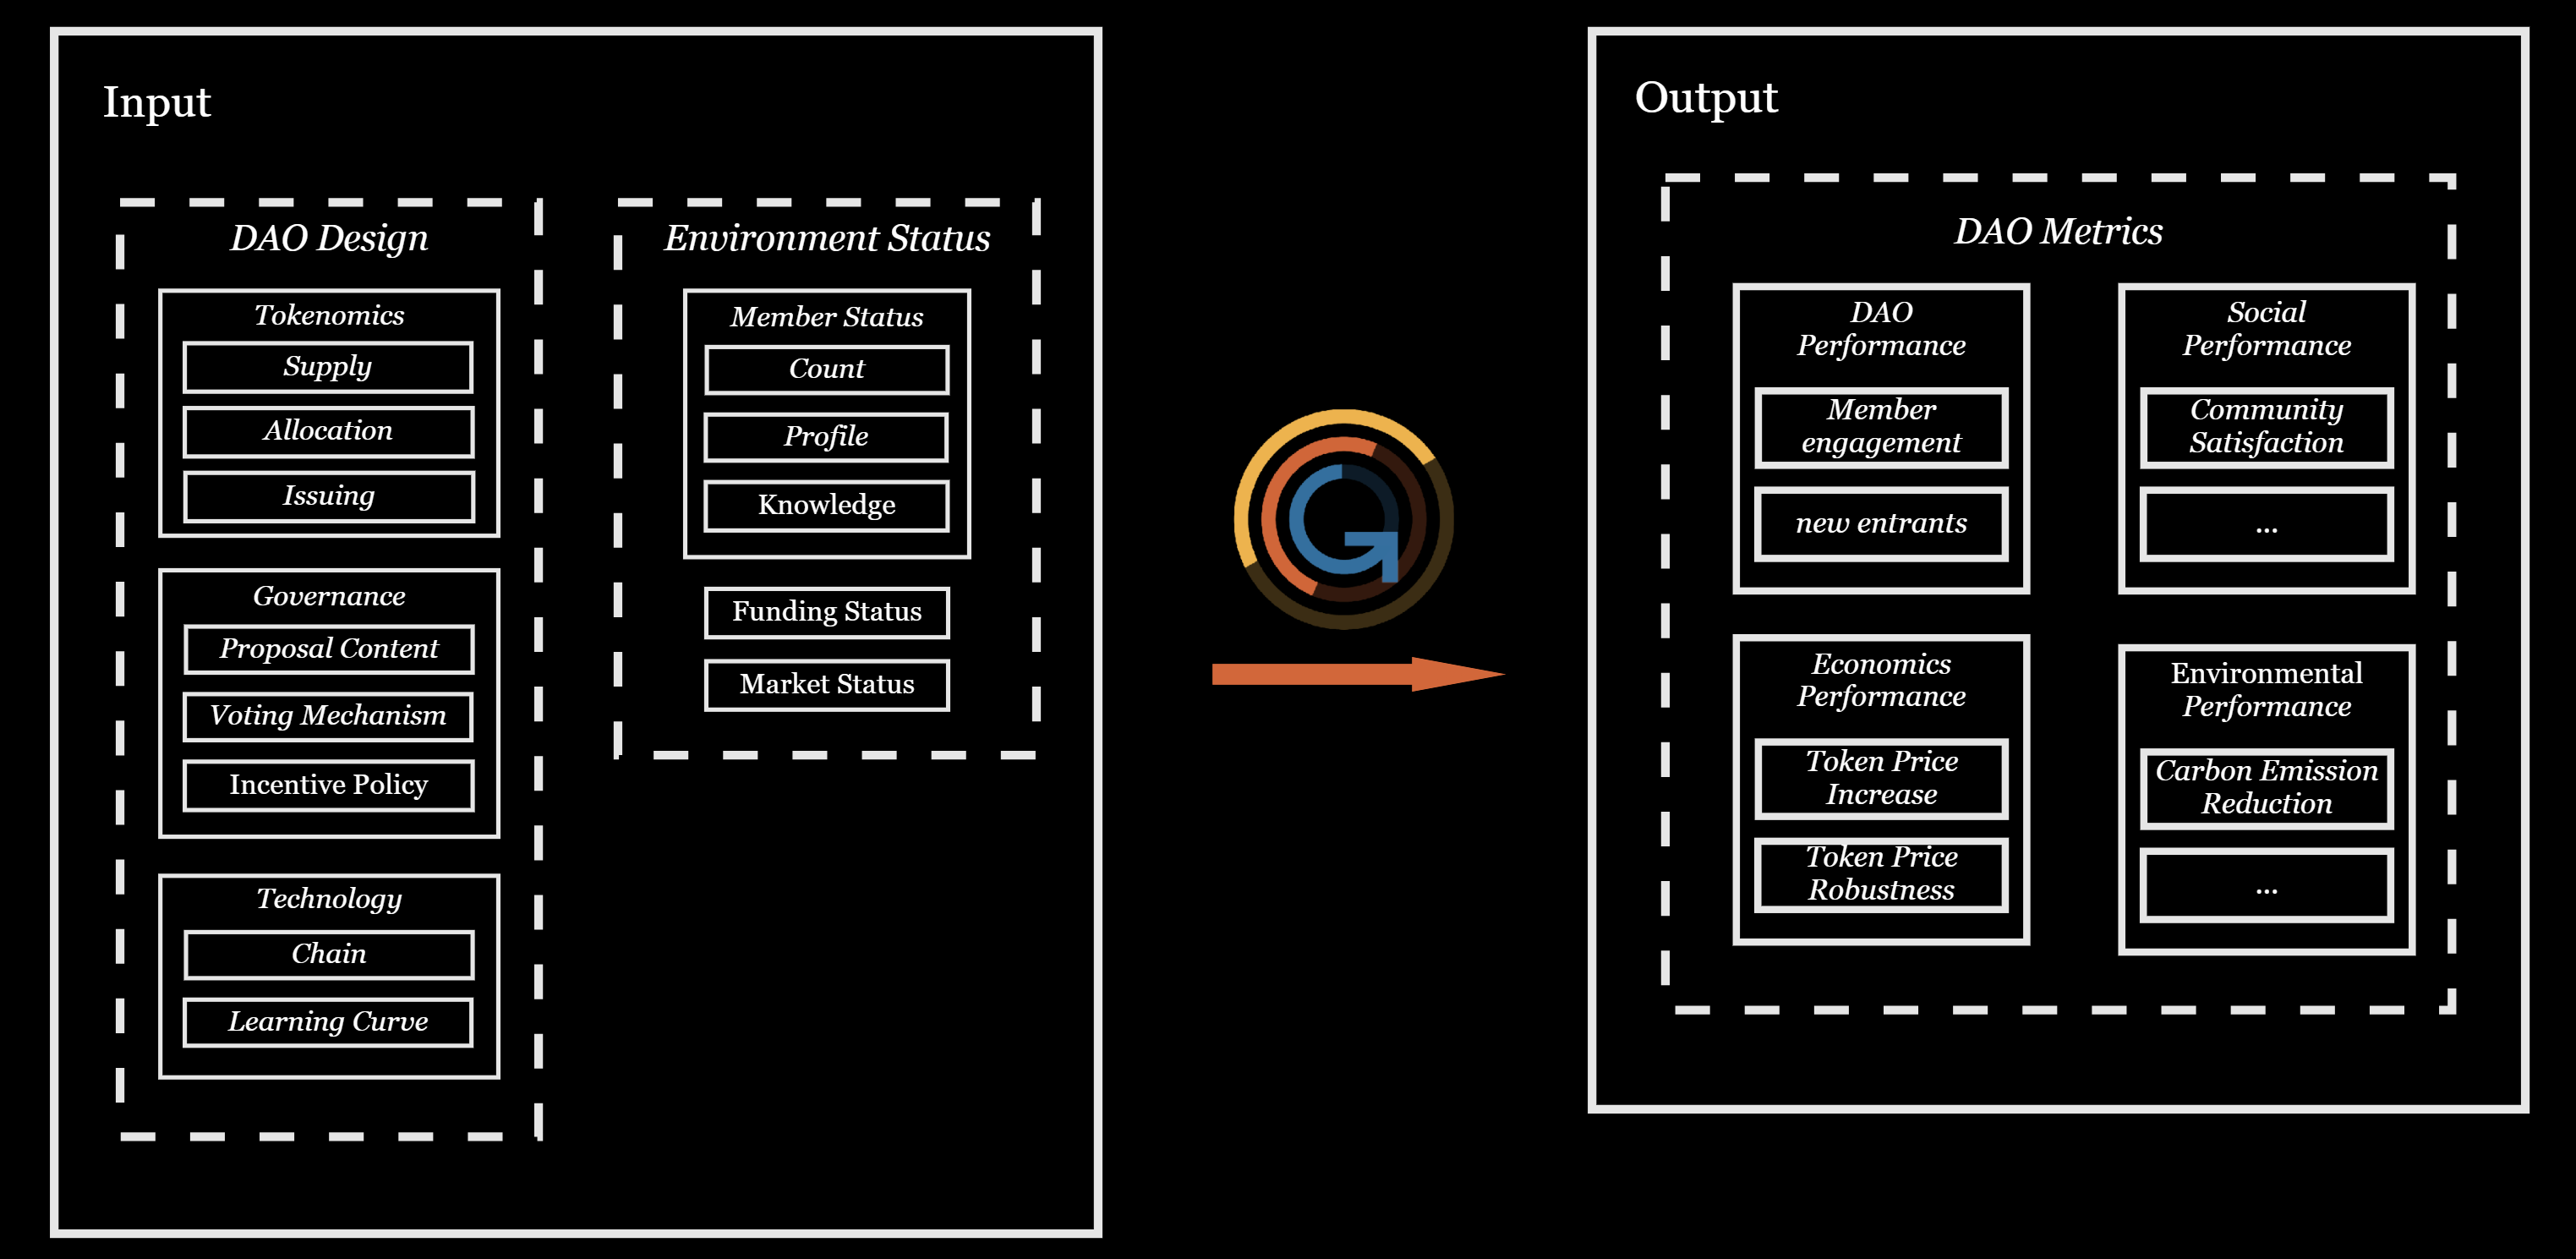 Input
DAO Design
Tokenomics
Supply
Allocation
Issuing
Governance
Proposal Content
Voting Mechanism
Incentive Policy
Technology
Chain
Learning Curve
Environment Status
Member Status
Count
Profile
Knowledge
Funding Status
Market Status
Output
DAO Metrics
DAO
Performance
Member
engagement
new entrants
Social
Performance
Community
Satisfaction
...
Economics
Performance
Token Price
Increase
Token Price
Robustness
Environmental
Performance
Carbon Emission
Reduction
...